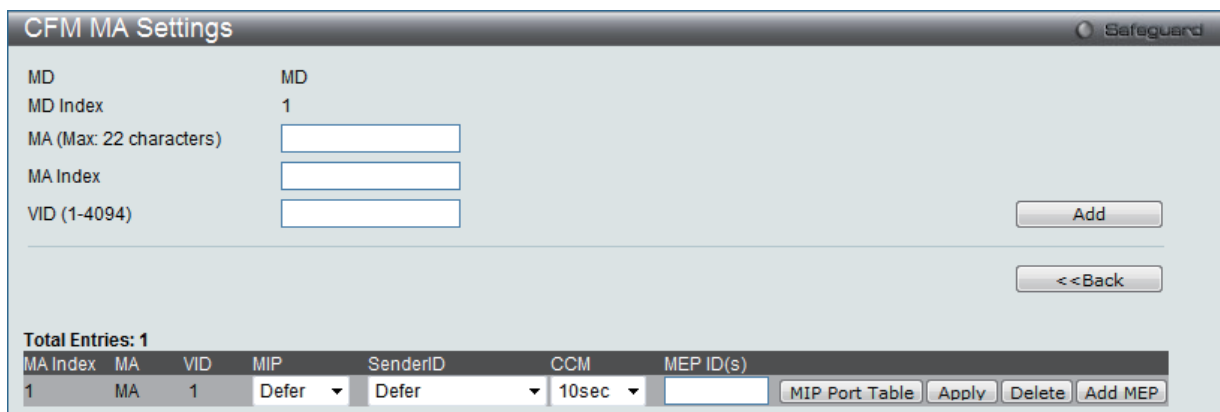 CFM MA Settings Safeguard
MD MD
MD Index 1
MA (Max: 22 characters)
MA Index
VID (1-4094) Add
<<Back
Total Entries: 1
MA Index MA VID MIP SenderID CCM MEP ID(s)
1 MA 1 Defer Defer 10sec MIP Port Table Apply Delete Add MEP